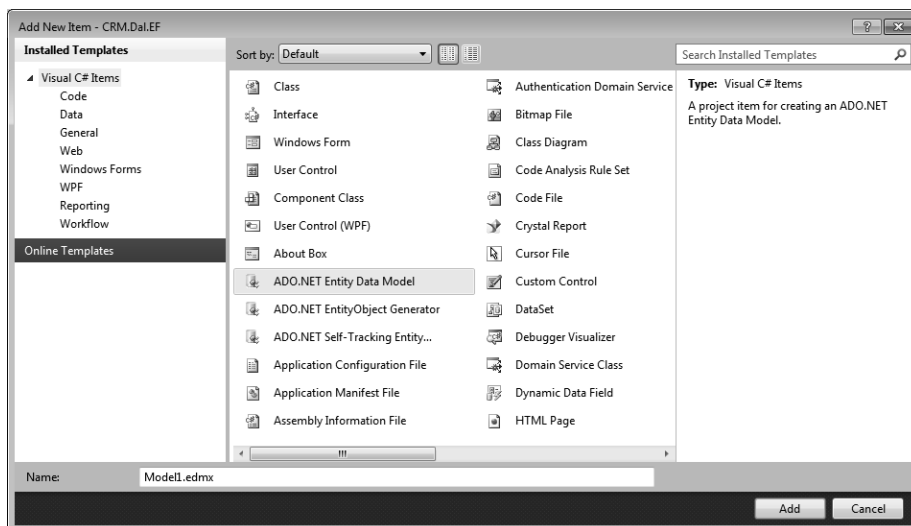 Add New Item - CRM.Dal.EF
Installed Templates
Visual C# Items
Code
Data
General
Web
Windows Forms
WPF
Reporting
Workflow
Online Templates
Sort by: Default
Class
Interface
Windows Form
User Control
Component Class
User Control (WPF)
About Box
ADO.NET Entity Data Model
ADO.NET EntityObject Generator
ADO.NET Self-Tracking Entity...
Application Configuration File
Application Manifest File
Assembly Information File
Authentication Domain Service
Bitmap File
Class Diagram
Code Analysis Rule Set
Code File
Crystal Report
Cursor File
Custom Control
DataSet
Debugger Visualizer
Domain Service Class
Dynamic Data Field
HTML Page
Search Installed Templates
Type: Visual C# Items
A project item for creating an ADO.NET
Entity Data Model.
Name: Model1.edmx
Add Cancel